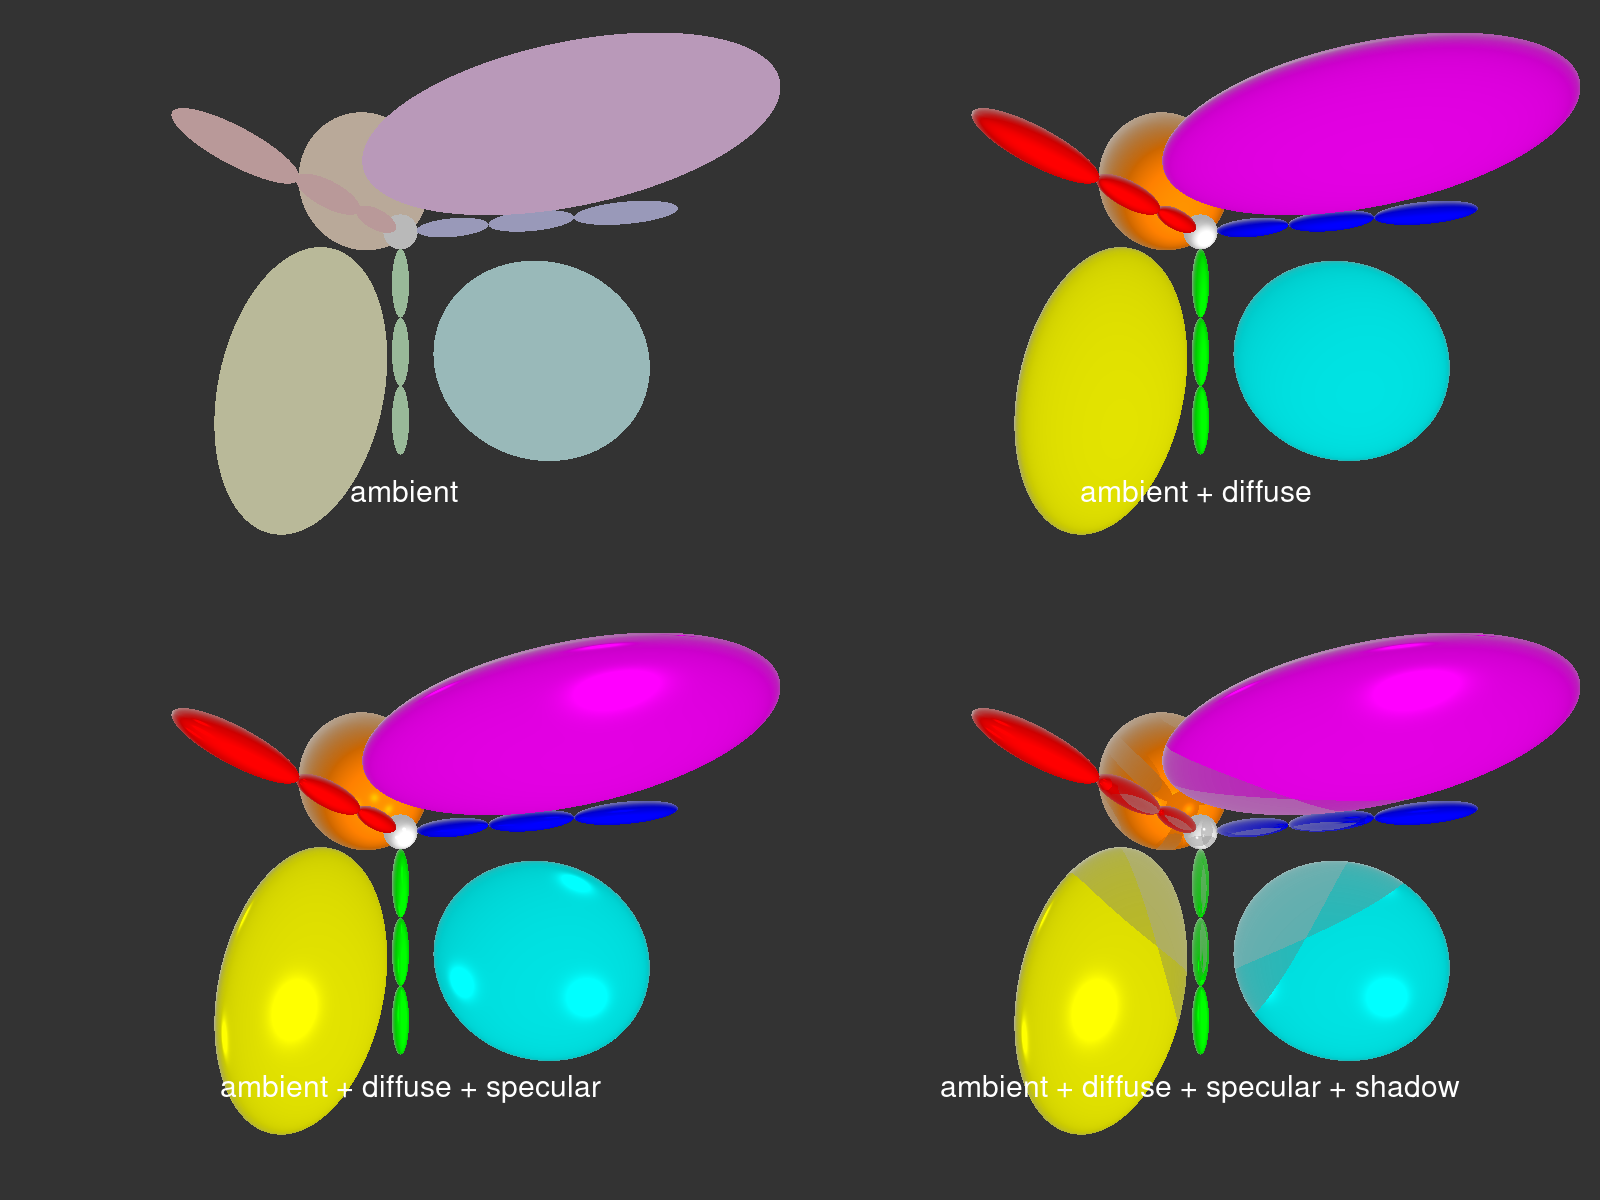 ambient
ambient + diffuse
ambient + diffuse + specular
ambient + diffuse + specular + shadow